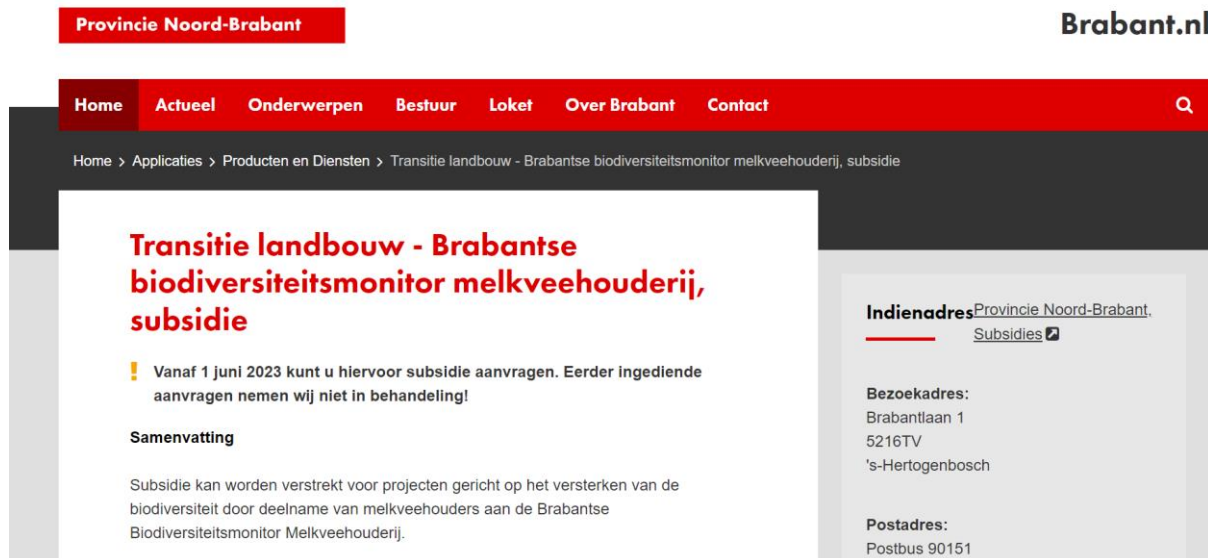 Provincie Noord-Brabant
Brabant.nl
Home Actueel Onderwerpen Bestuur Loket Over Brabant Contact
Home > Applicaties > Producten en Diensten > Transitie landbouw - Brabantse biodiversiteitsmonitor melkveehouderij, subsidie
Transitie landbouw - Brabantse
biodiversiteitsmonitor melkveehouderij,
subsidie
! Vanaf 1 juni 2023 kunt u hiervoor subsidie aanvragen. Eerder ingediende
aanvragen nemen wij niet in behandeling!
Samenvatting
Subsidie kan worden verstrekt voor projecten gericht op het versterken van de
biodiversiteit door deelname van melkveehouders aan de Brabantse
Biodiversiteitsmonitor Melkveehouderij.
Indienadres Provincie Noord-Brabant,
Subsidies
Bezoekadres:
Brabantlaan 1
5216TV
's-Hertogenbosch
Postadres:
Postbus 90151